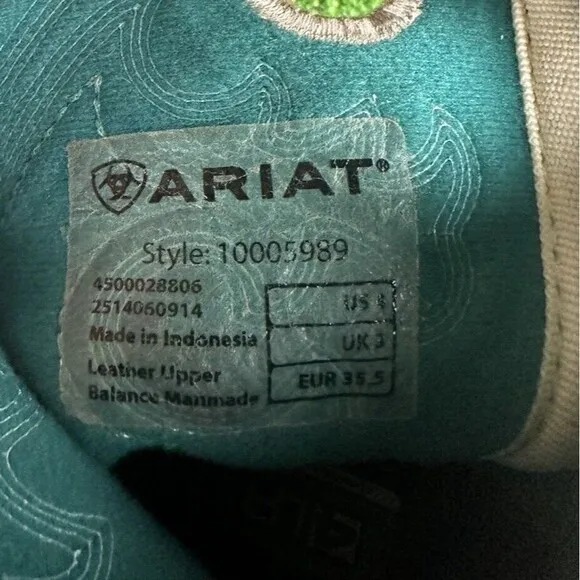 ARIAT®
Style: 10005989
4500028806
2514060914
Made in Indonesia
Leather Upper
Balance Manmade
US
UK 3
EUR 35.5